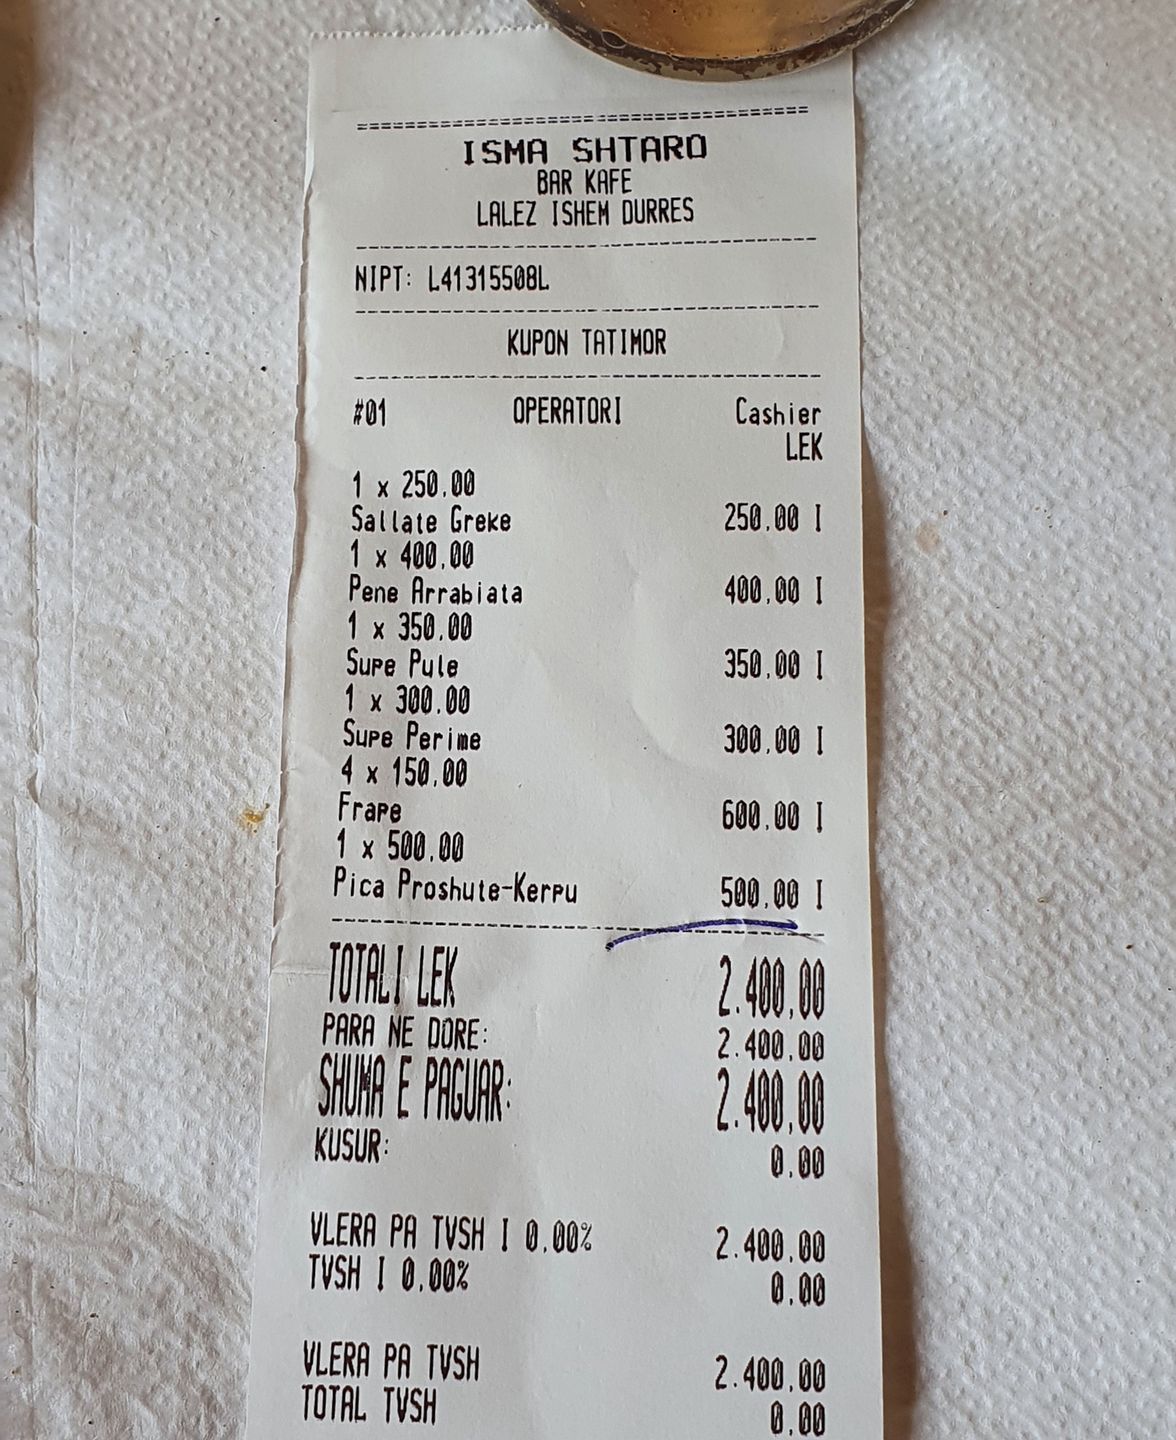 ISMA SHTARO
BAR KAFE
LALEZ ISHEM DURRES
NIPT: L41315508L
KUPON TATIMOR
#01 OPERATORI Cashier
LEK
1 x 250.00
Sallate Greke 250.00 I
1 x 400.00
Pene Arrabiata 400.00 I
1 x 350.00
Supe Pule 350.00 I
1 x 300.00
Supe Perime 300.00 I
4 x 150.00
Frape 600.00 I
1 x 500.00
Pica Proshute-Kerpu 500.00 I
TOTALI LEK 2.400,00
PARA NE DORE: 2.400,00
SHUMA E PAGUAR: 2.400,00
KUSUR: 0.00
VLERA PA TVSH I 0.00% 2.400,00
TVSH I 0.00% 0.00
VLERA PA TVSH 2.400,00
TOTAL TVSH 0.00